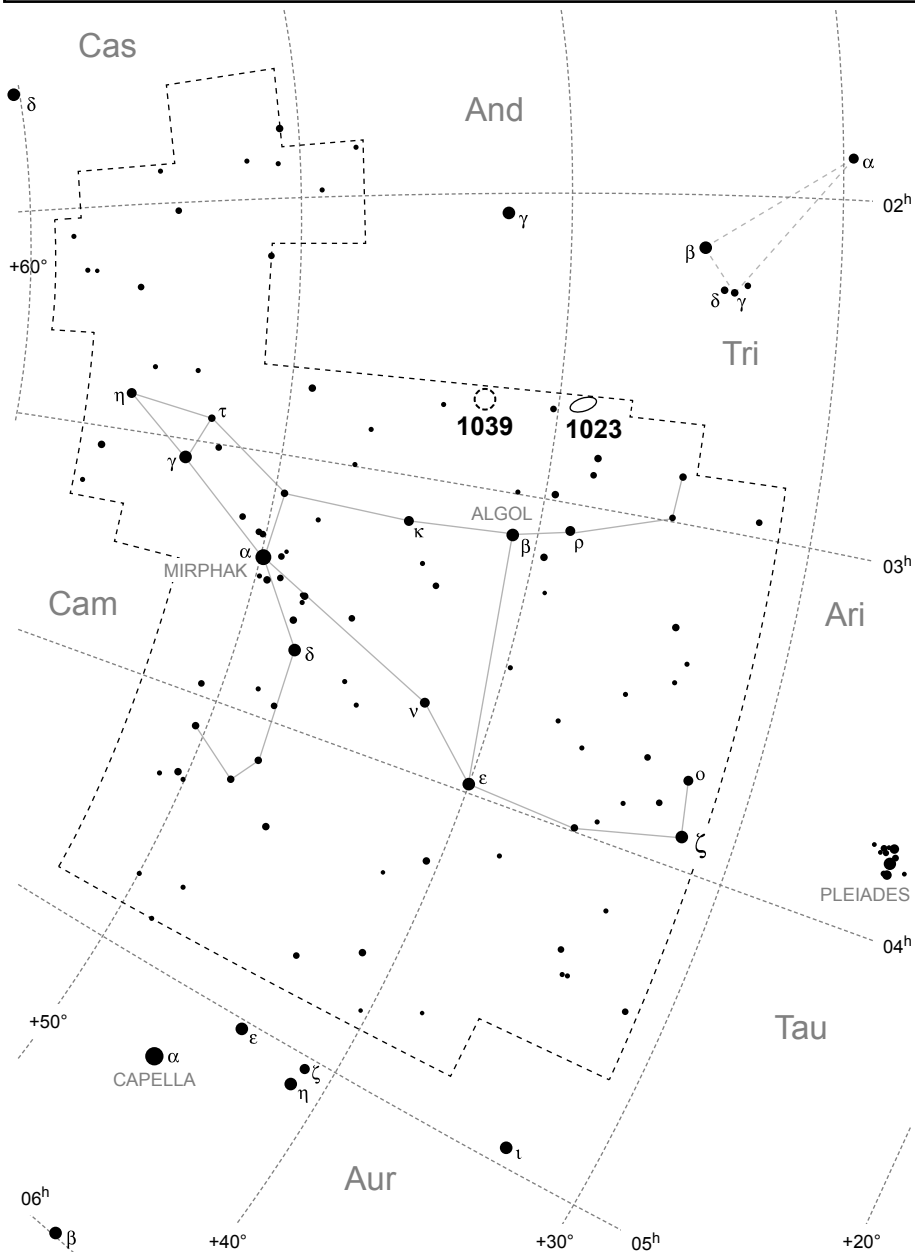 Cas
δ
And
α
02h
γ
β
+60°
δ γ
Tri
η
τ
1039
1023
γ
ALGOL
κ
β
ρ
α
MIRPHAK
03h
Cam
Ari
δ
ν
ε
ο
ζ
PLEIADES
04h
+50°
ε
Tau
α
ζ
CAPELLA
η
ι
Aur
06h
β
+40°
+30°
05h
+20°